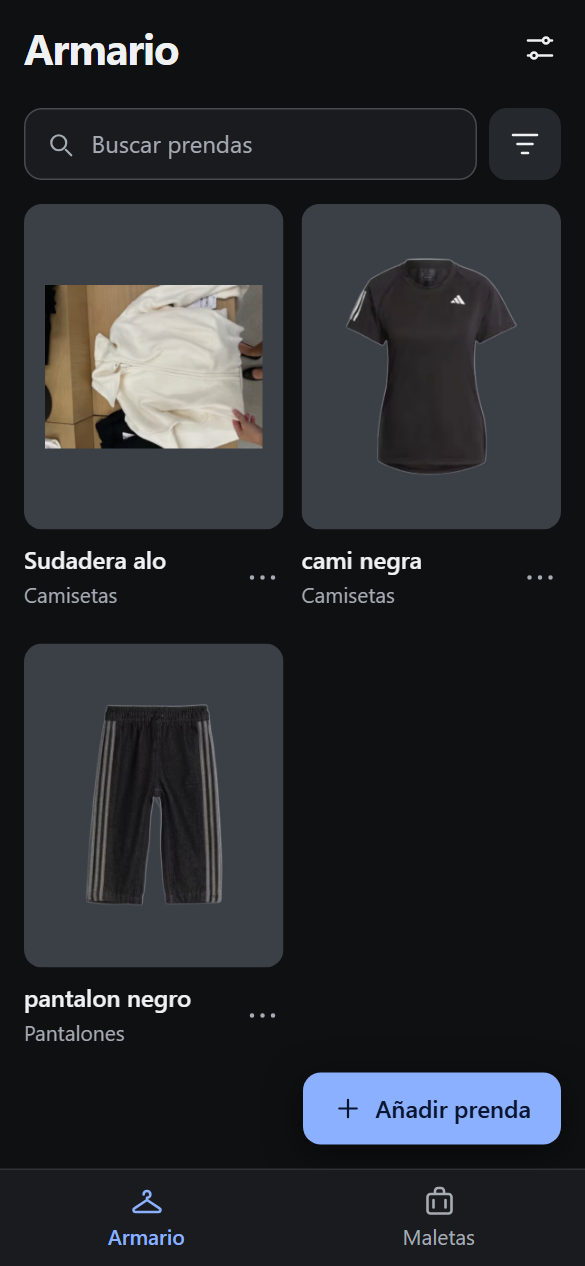 Armario
Buscar prendas
Sudadera alo
Camisetas
cami negra
Camisetas
pantalon negro
Pantalones
Añadir prenda
Armario
Maletas